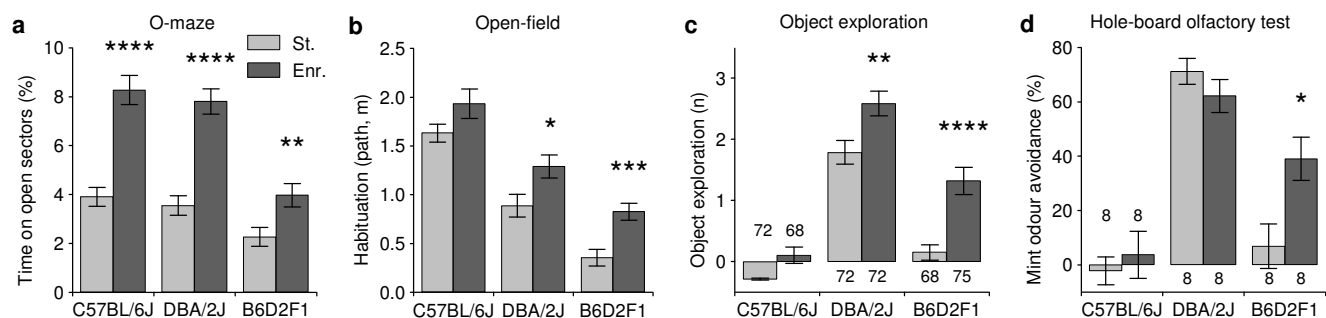 a
O-maze
Time on open sectors (%)
10
8
6
4
2
0
**** **** **
St.
Enr.
C57BL/6J DBA/2J B6D2F1
b
Open-field
Habituation (path, m)
2.5
2.0
1.5
1.0
0.5
0.0
* ***
C57BL/6J DBA/2J B6D2F1
c
Object exploration
Object exploration (n)
3
2
1
0
** ****
72 68
72 72 68 75
C57BL/6J DBA/2J B6D2F1
d
Hole-board olfactory test
Mint odour avoidance (%)
80
60
40
20
0
*
8 8
8 8 8 8
C57BL/6J DBA/2J B6D2F1